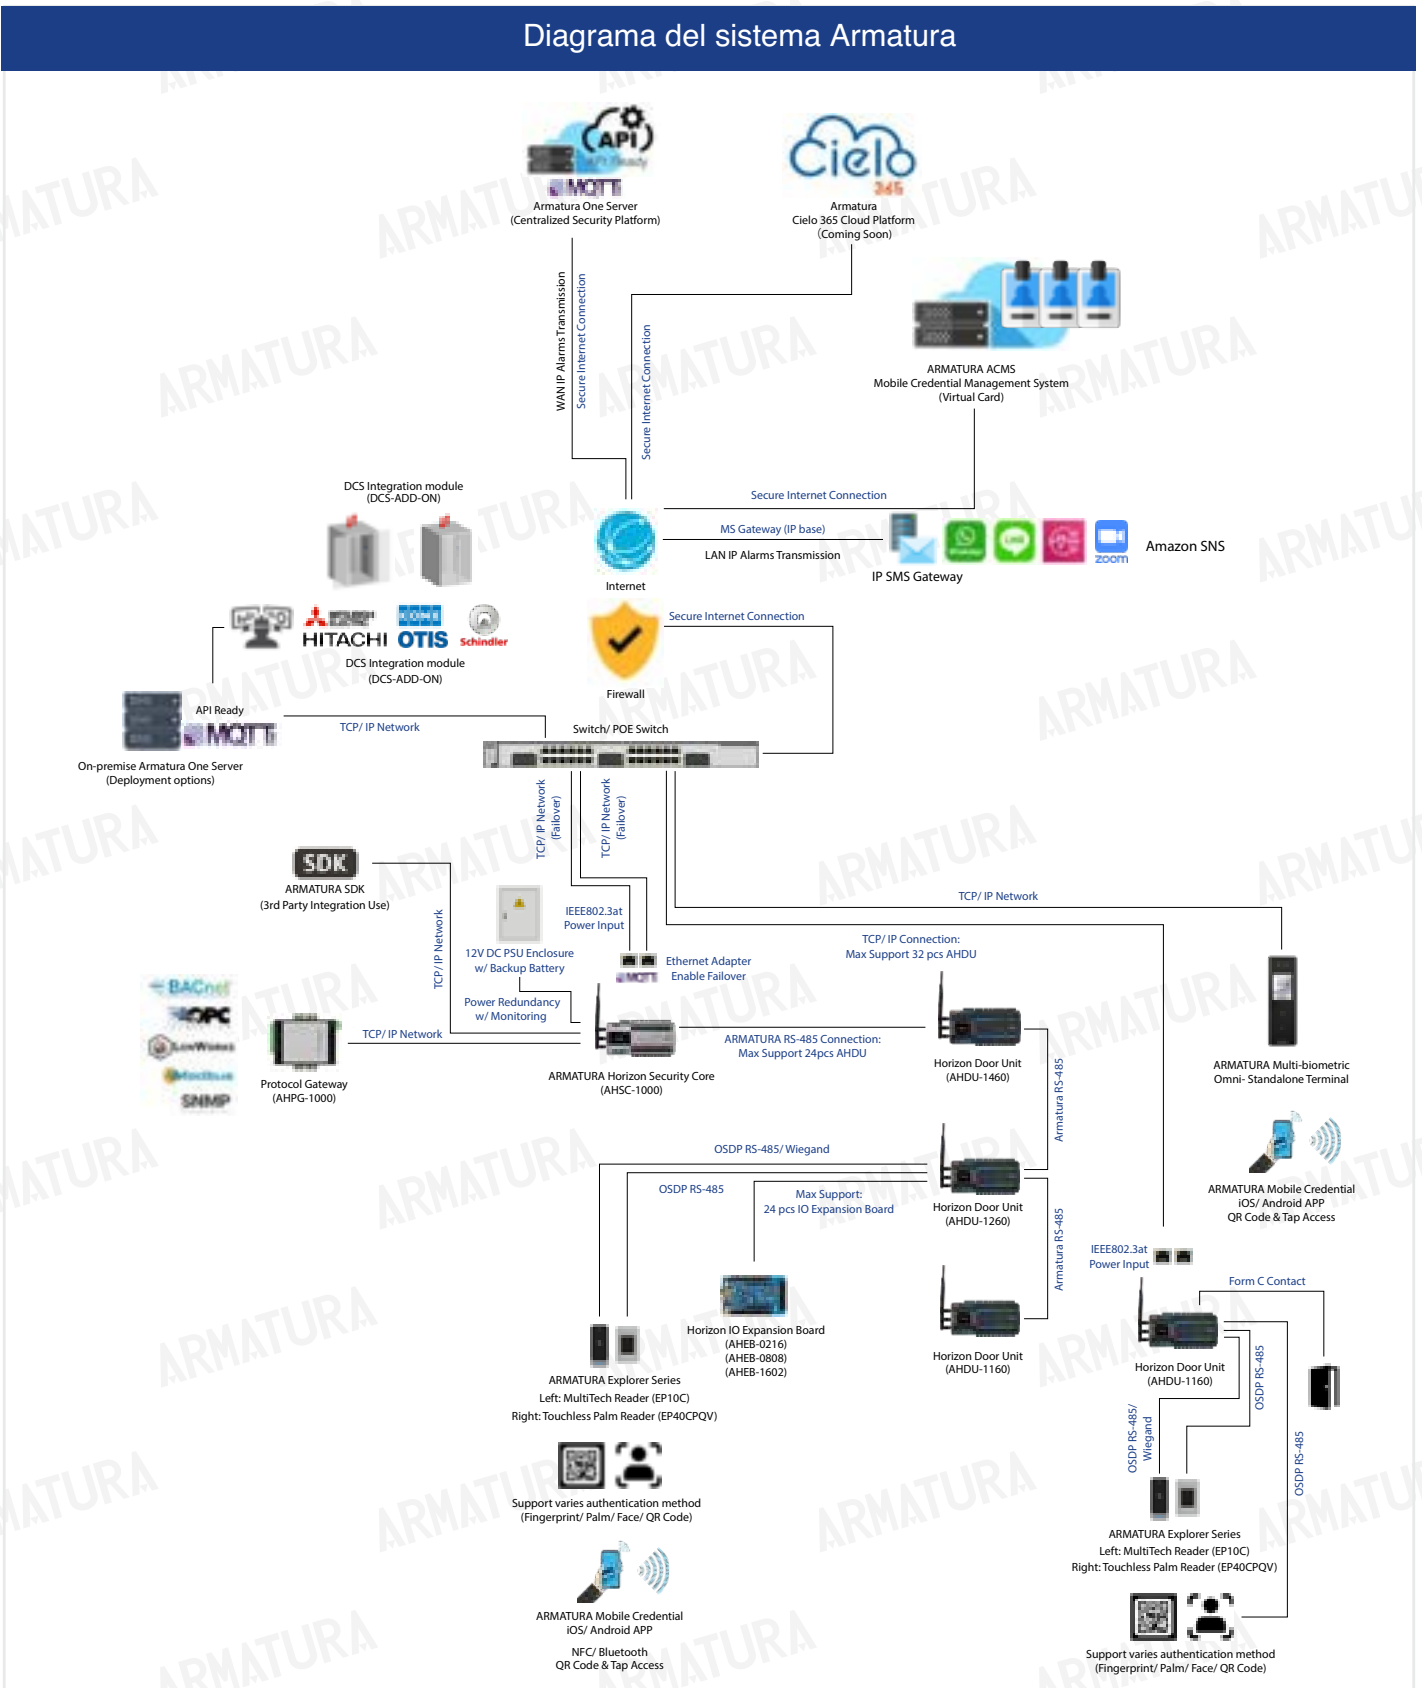 Diagrama del sistema Armatura
API
API Ready
MQTT
Armatura One Server
(Centralized Security Platform)
Cielo
365
Armatura
Cielo 365 Cloud Platform
(Coming Soon)
WAN IP Alarms Transmission
Secure Internet Connection
Secure Internet Connection
ARMATURA ACMS
Mobile Credential Management System
(Virtual Card)
DCS Integration module
(DCS-ADD-ON)
Secure Internet Connection
MS Gateway (IP base)
LAN IP Alarms Transmission
Internet
IP SMS Gateway
zoom
Amazon SNS
HITACHI
KONE
OTIS
Schindler
DCS Integration module
(DCS-ADD-ON)
Secure Internet Connection
Firewall
API Ready
MQTT
On-premise Armatura One Server
(Deployment options)
TCP/ IP Network
Switch/ POE Switch
TCP/ IP Network
(Failover)
TCP/ IP Network
(Failover)
SDK
ARMATURA SDK
(3rd Party Integration Use)
TCP/ IP Network
12V DC PSU Enclosure
w/ Backup Battery
IEEE802.3at
Power Input
MQTT
Ethernet Adapter
Enable Failover
Power Redundancy
w/ Monitoring
TCP/ IP Network
TCP/ IP Connection:
Max Support 32 pcs AHDU
BACnet
OPC
LonWorks
Modbus
SNMP
Protocol Gateway
(AHPG-1000)
TCP/ IP Network
ARMATURA Horizon Security Core
(AHSC-1000)
ARMATURA RS-485 Connection:
Max Support 24pcs AHDU
Horizon Door Unit
(AHDU-1460)
Armatura RS-485
ARMATURA Multi-biometric
Omni- Standalone Terminal
ARMATURA Mobile Credential
iOS/ Android APP
QR Code & Tap Access
OSDP RS-485/ Wiegand
OSDP RS-485
Max Support:
24 pcs IO Expansion Board
Horizon Door Unit
(AHDU-1260)
Armatura RS-485
Horizon IO Expansion Board
(AHEB-0216)
(AHEB-0808)
(AHEB-1602)
Horizon Door Unit
(AHDU-1160)
ARMATURA Explorer Series
Left: MultiTech Reader (EP10C)
Right: Touchless Palm Reader (EP40CPQV)
Support varies authentication method
(Fingerprint/ Palm/ Face/ QR Code)
ARMATURA Mobile Credential
iOS/ Android APP
NFC/ Bluetooth
QR Code & Tap Access
IEEE802.3at
Power Input
Form C Contact
Horizon Door Unit
(AHDU-1160)
OSDP RS-485/
Wiegand
OSDP RS-485
OSDP RS-485
ARMATURA Explorer Series
Left: MultiTech Reader (EP10C)
Right: Touchless Palm Reader (EP40CPQV)
Support varies authentication method
(Fingerprint/ Palm/ Face/ QR Code)